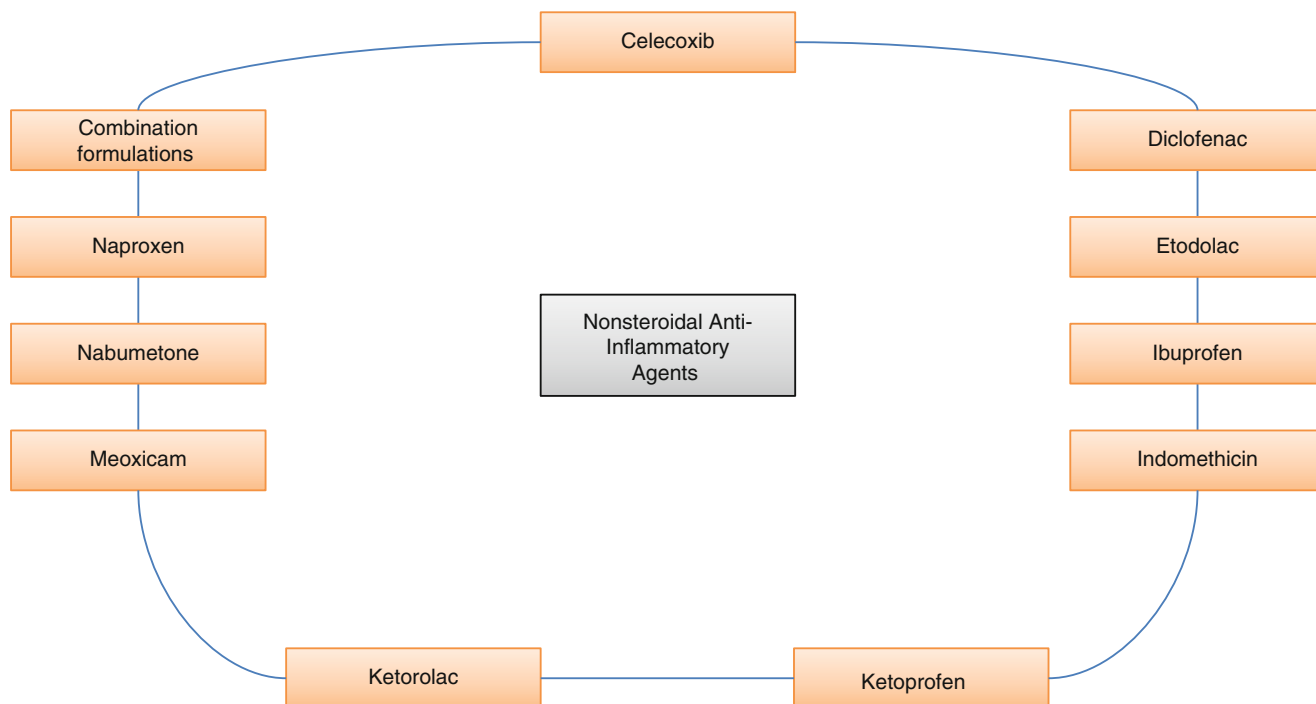 Celecoxib
Combination
formulations
Diclofenac
Naproxen
Etodolac
Nonsteroidal Anti-
Inflammatory
Agents
Nabumetone
Ibuprofen
Meoxicam
Indomethicin
Ketorolac
Ketoprofen